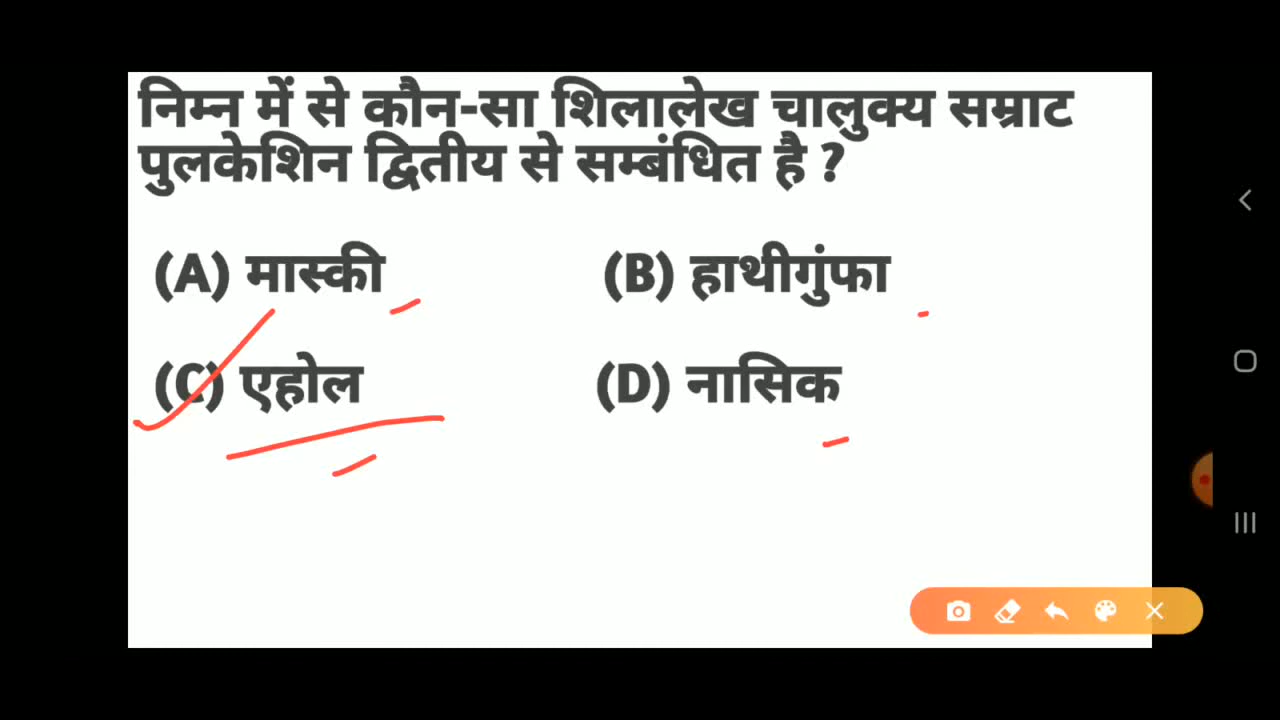 निम्न में से कौन-सा शिलालेख चालुक्य सम्राट
पुलकेशिन द्वितीय से सम्बंधित है ?
(A) मास्की (B) हाथीगुंफा
(C) एहोल (D) नासिक